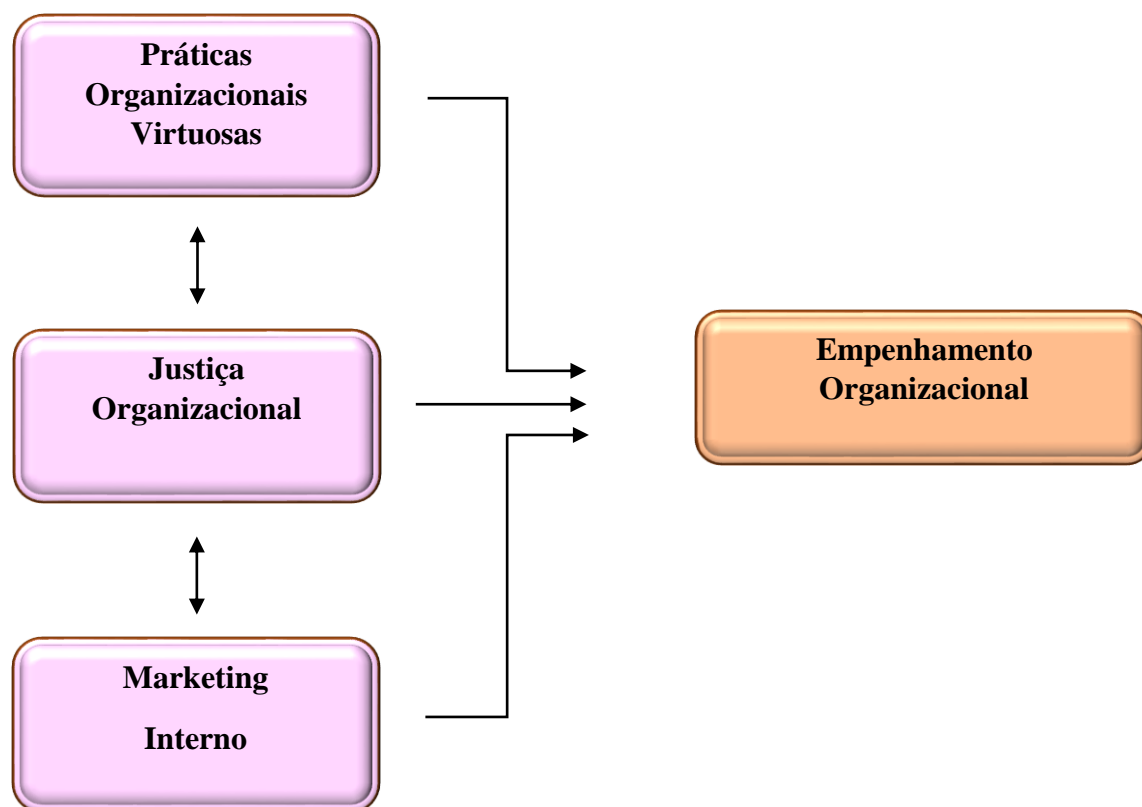 Práticas
Organizacionais
Virtuosas
Justiça
Organizacional
Empenhamento
Organizacional
Marketing
Interno